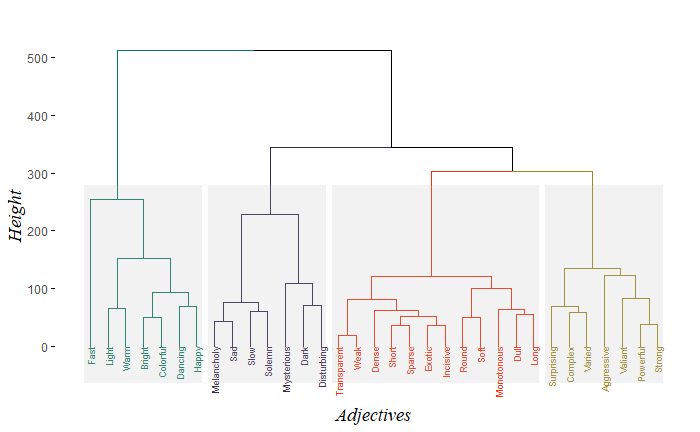 500
400
300
200
100
0
Height
Fast
Light
Warm
Bright
Colorful
Dancing
Happy
Melancholy
Sad
Slow
Solemn
Mysterious
Dark
Disturbing
Transparent
Weak
Dense
Short
Sparse
Exotic
Incisive
Round
Soft
Monotonous
Dull
Long
Surprising
Complex
Varied
Aggressive
Valiant
Powerful
Strong
Adjectives